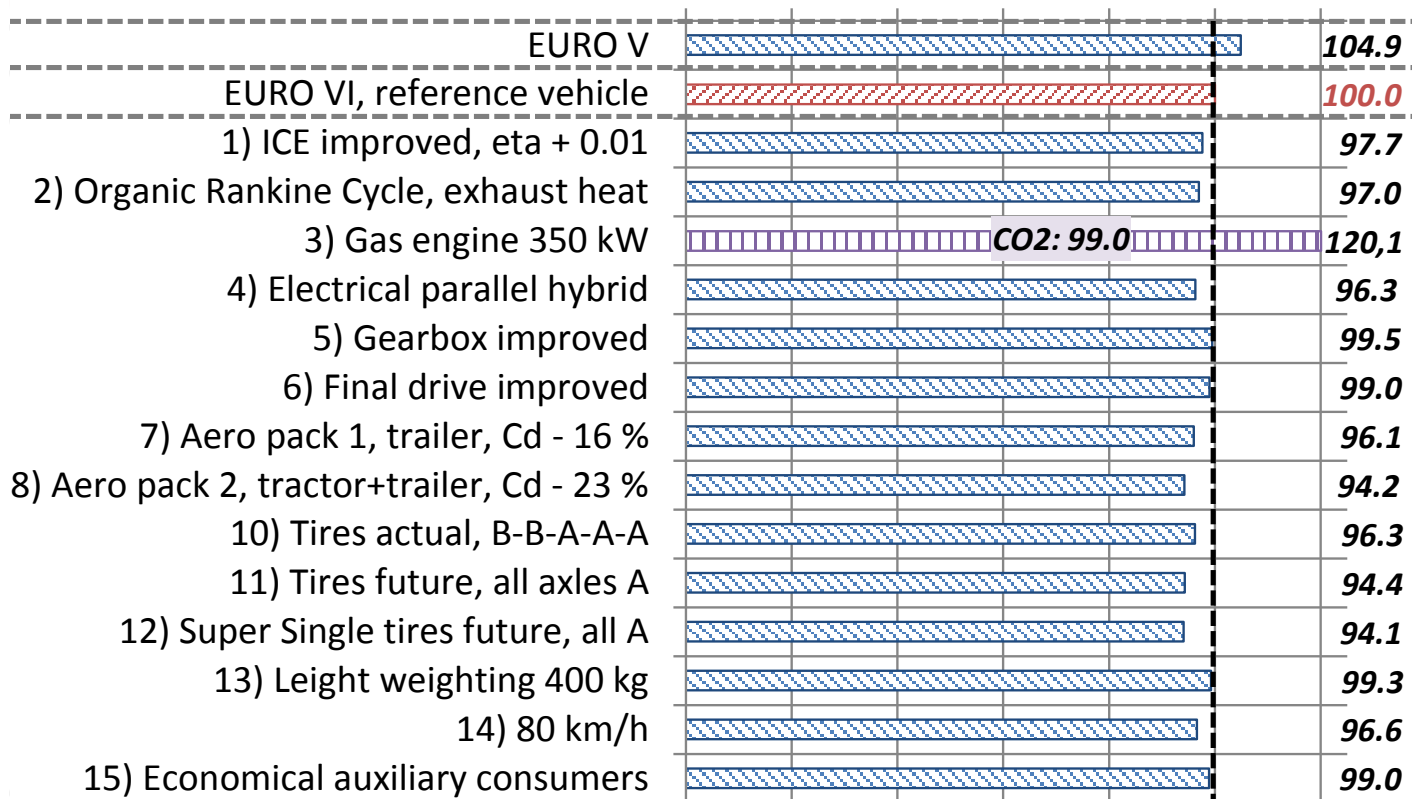 EURO V 104.9
EURO VI, reference vehicle 100.0
1) ICE improved, eta + 0.01 97.7
2) Organic Rankine Cycle, exhaust heat 97.0
3) Gas engine 350 kW CO2: 99.0 120,1
4) Electrical parallel hybrid 96.3
5) Gearbox improved 99.5
6) Final drive improved 99.0
7) Aero pack 1, trailer, Cd - 16 % 96.1
8) Aero pack 2, tractor+trailer, Cd - 23 % 94.2
10) Tires actual, B-B-A-A-A 96.3
11) Tires future, all axles A 94.4
12) Super Single tires future, all A 94.1
13) Leight weighting 400 kg 99.3
14) 80 km/h 96.6
15) Economical auxiliary consumers 99.0